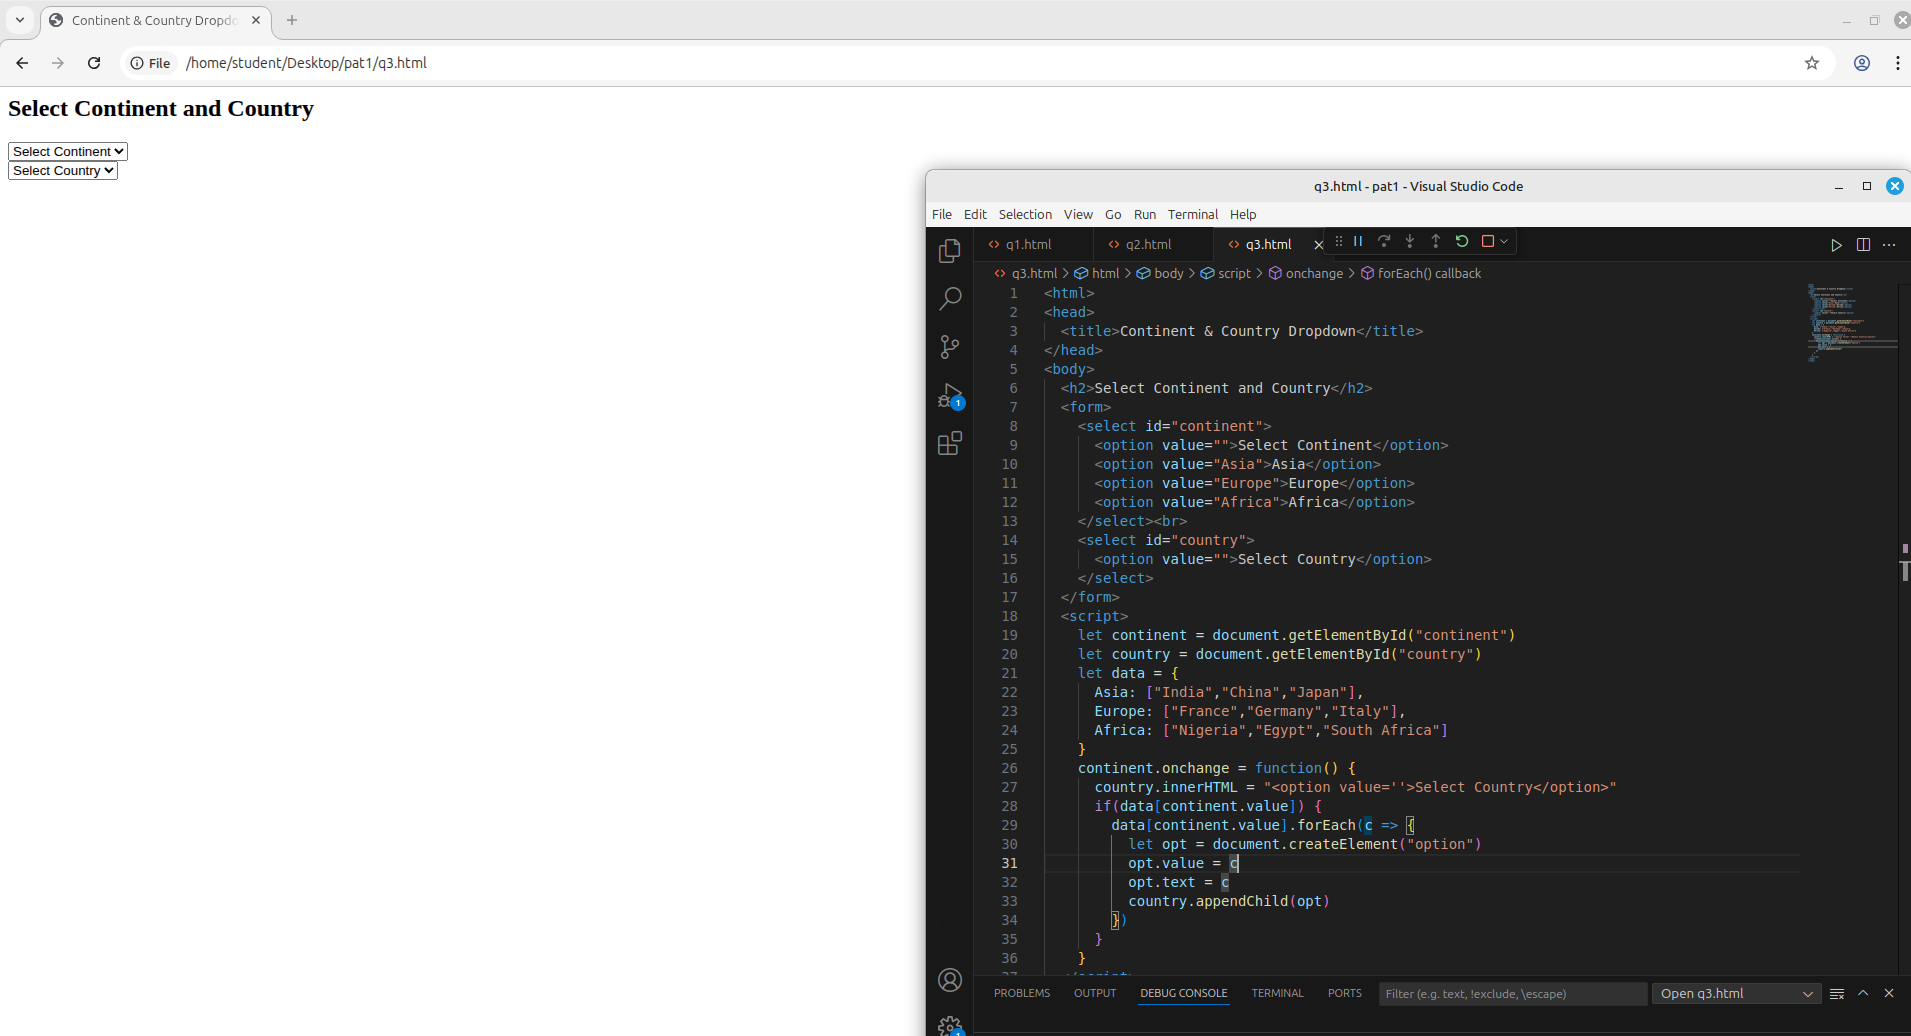 Continent & Country Dropdo
File /home/student/Desktop/pat1/q3.html
Select Continent and Country
Select Continent
Select Country
q3.html - pat1 - Visual Studio Code
File Edit Selection View Go Run Terminal Help
q1.html q2.html q3.html
q3.html > html > body > script > onchange > forEach() callback
1 <html>
2 <head>
3 <title>Continent & Country Dropdown</title>
4 </head>
5 <body>
6 <h2>Select Continent and Country</h2>
7 <form>
8 <select id="continent">
9 <option value="">Select Continent</option>
10 <option value="Asia">Asia</option>
11 <option value="Europe">Europe</option>
12 <option value="Africa">Africa</option>
13 </select><br>
14 <select id="country">
15 <option value="">Select Country</option>
16 </select>
17 </form>
18 <script>
19 let continent = document.getElementById("continent")
20 let country = document.getElementById("country")
21 let data = {
22 Asia: ["India","China","Japan"],
23 Europe: ["France","Germany","Italy"],
24 Africa: ["Nigeria","Egypt","South Africa"]
25 }
26 continent.onchange = function() {
27 country.innerHTML = "<option value=''>Select Country</option>"
28 if(data[continent.value]) {
29 data[continent.value].forEach(c => {
30 let opt = document.createElement("option")
31 opt.value = c
32 opt.text = c
33 country.appendChild(opt)
34 })
35 }
36 }
37 </script>
PROBLEMS OUTPUT DEBUG CONSOLE TERMINAL PORTS Filter (e.g. text, !exclude, \escape) Open q3.html